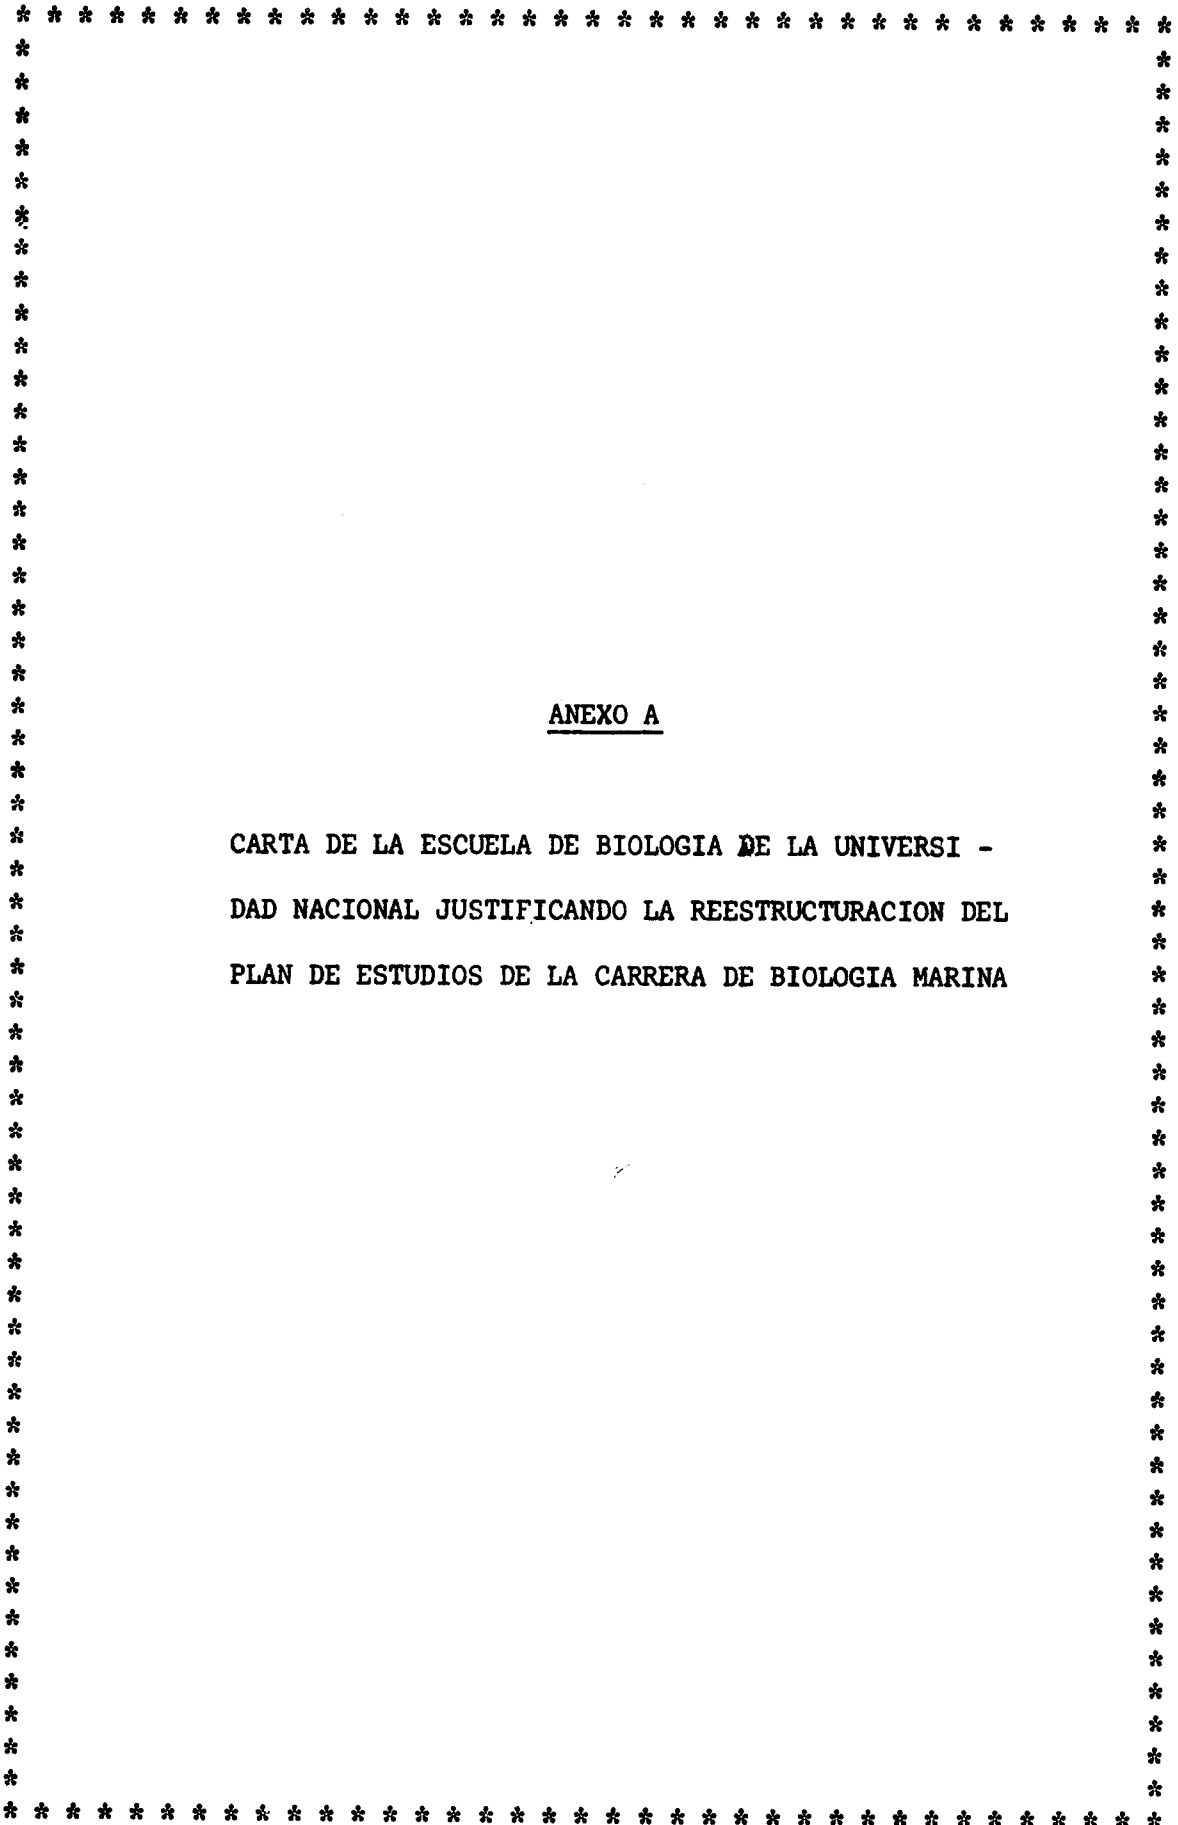 ANEXO A
CARTA DE LA ESCUELA DE BIOLOGIA DE LA UNIVERSI -
DAD NACIONAL JUSTIFICANDO LA REESTRUCTURACION DEL
PLAN DE ESTUDIOS DE LA CARRERA DE BIOLOGIA MARINA